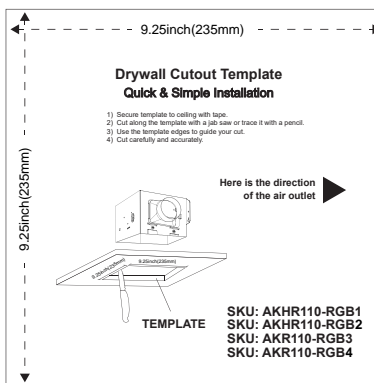 9.25inch(235mm)
Drywall Cutout Template
Quick & Simple Installation
1) Secure template to ceiling with tape.
2) Cut along the template with a jab saw or trace it with a pencil.
3) Use the template edges to guide your cut.
4) Cut carefully and accurately.
9.25inch(235mm)
Here is the direction
of the air outlet
9.25inch(235mm)
9.25inch(235mm)
TEMPLATE
SKU: AKHR110-RGB1
SKU: AKHR110-RGB2
SKU: AKR110-RGB3
SKU: AKR110-RGB4